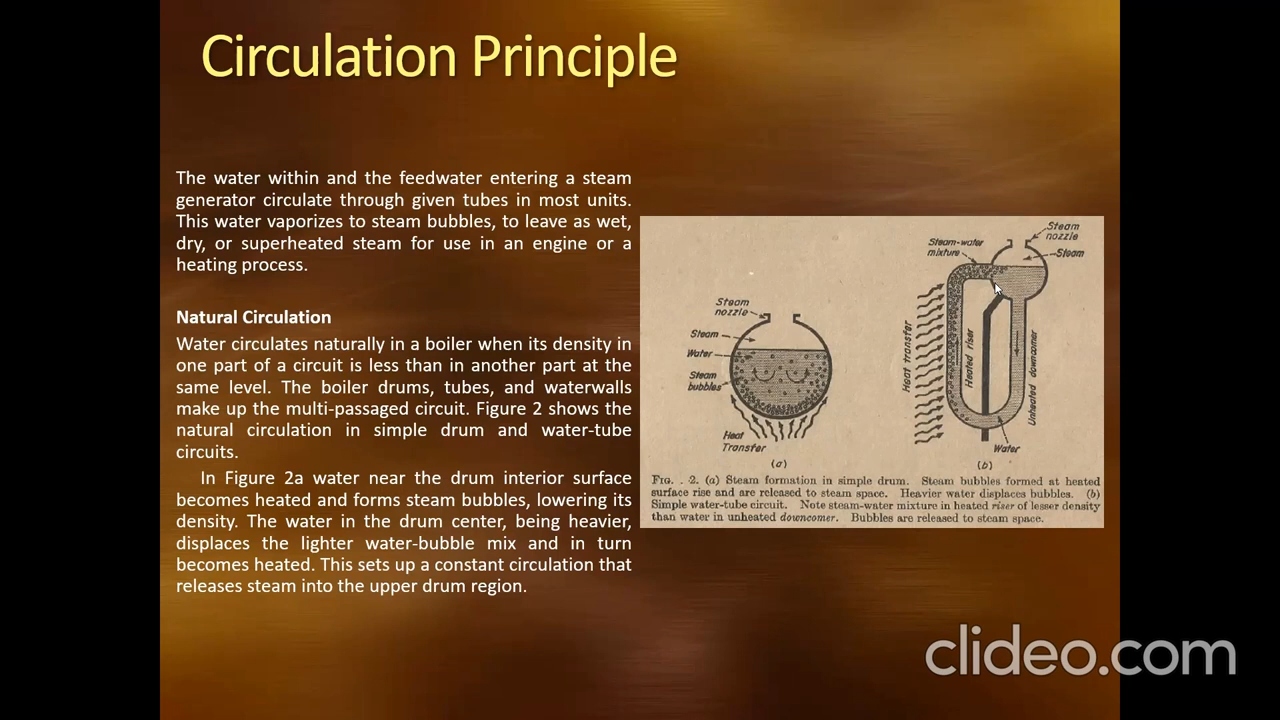 Circulation Principle
The water within and the feedwater entering a steam
generator circulate through given tubes in most units.
This water vaporizes to steam bubbles, to leave as wet,
dry, or superheated steam for use in an engine or a
heating process.
Natural Circulation
Water circulates naturally in a boiler when its density in
one part of a circuit is less than in another part at the
same level. The boiler drums, tubes, and waterwalls
make up the multi-passaged circuit. Figure 2 shows the
natural circulation in simple drum and water-tube
circuits.
In Figure 2a water near the drum interior surface
becomes heated and forms steam bubbles, lowering its
density. The water in the drum center, being heavier,
displaces the lighter water-bubble mix and in turn
becomes heated. This sets up a constant circulation that
releases steam into the upper drum region.
Steam
nozzle
Steam
Water
Steam
bubbles
Heat
Transfer
(a)
Steam-water
mixture
Steam
nozzle
Steam
Heat transfer
Heated riser
Unheated downcomer
Water
(b)
FIG. . 2. (a) Steam formation in simple drum. Steam bubbles formed at heated
surface rise and are released to steam space. Heavier water displaces bubbles. (b)
Simple water-tube circuit. Note steam-water mixture in heated riser of lesser density
than water in unheated downcomer. Bubbles are released to steam space.
clideo.com